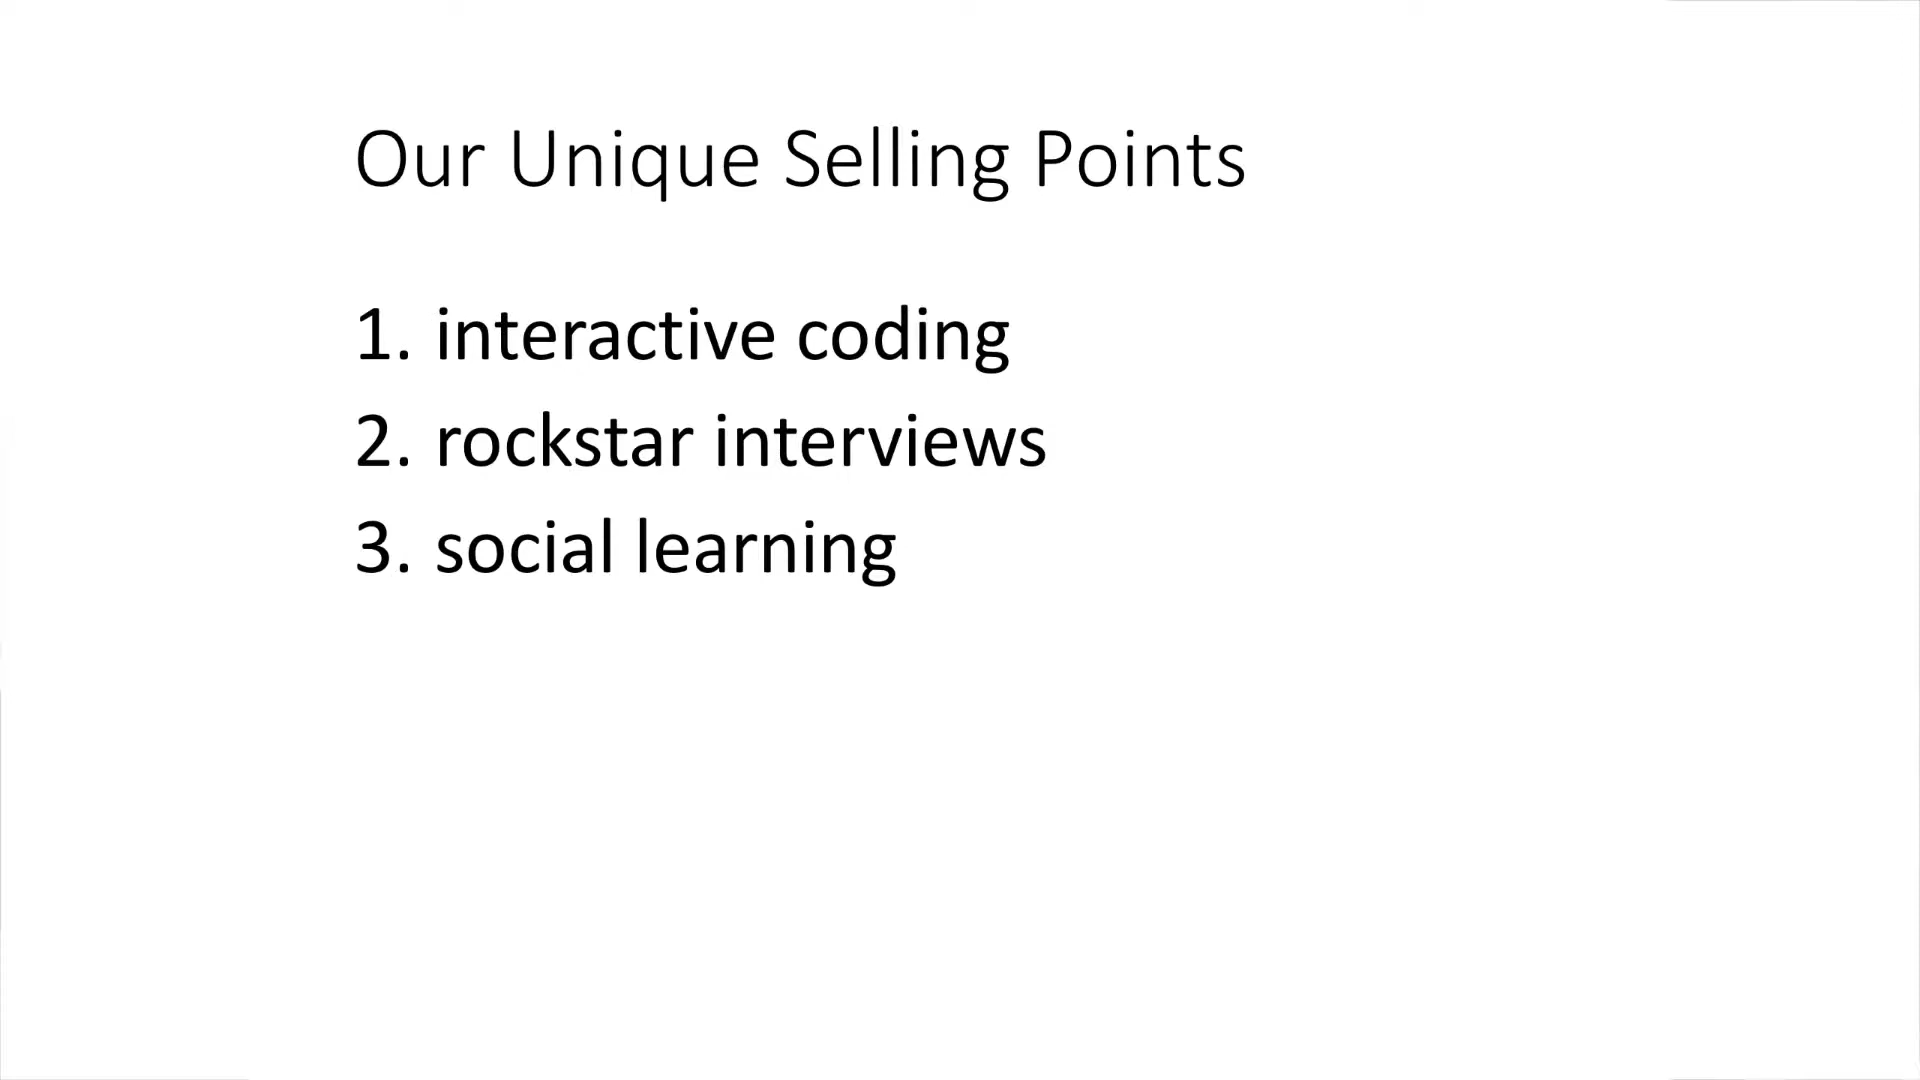 Our Unique Selling Points
1. interactive coding
2. rockstar interviews
3. social learning